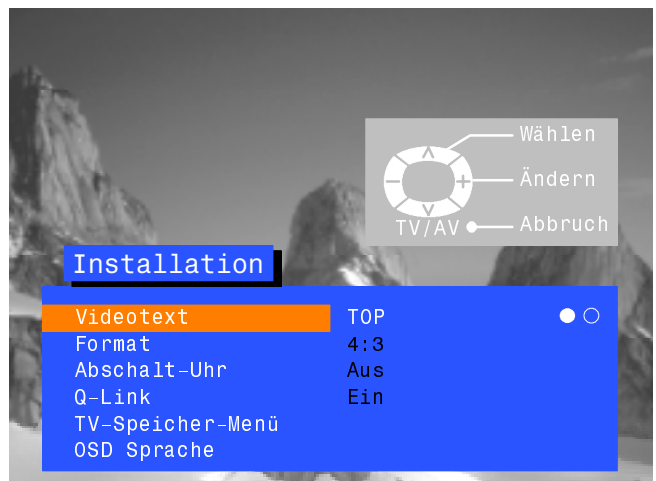 Wählen
Ändern
TV/AV Abbruch
Installation
Videotext TOP
Format 4:3
Abschalt-Uhr Aus
Q-Link Ein
TV-Speicher-Menü
OSD Sprache